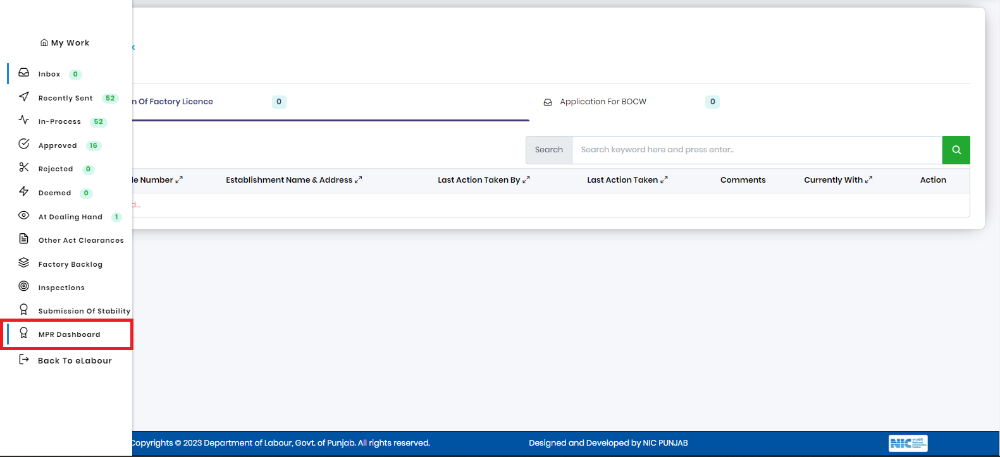 My Work
Inbox 0
Recently Sent 52
In-Process 52
Approved 16
Rejected 0
Deemed 0
At Dealing Hand 1
Other Act Clearances
Factory Backlog
Inspections
Submission Of Stability
MPR Dashboard
Back To eLabour
n Of Factory Licence 0
Application For BOCW 0
Search Search keyword here and press enter..
le Number Establishment Name & Address Last Action Taken By Last Action Taken Comments Currently With Action
d...
Copyrights © 2023 Department of Labour, Govt. of Punjab. All rights reserved.
Designed and Developed by NIC PUNJAB
NIC
National
Informatics
Centre